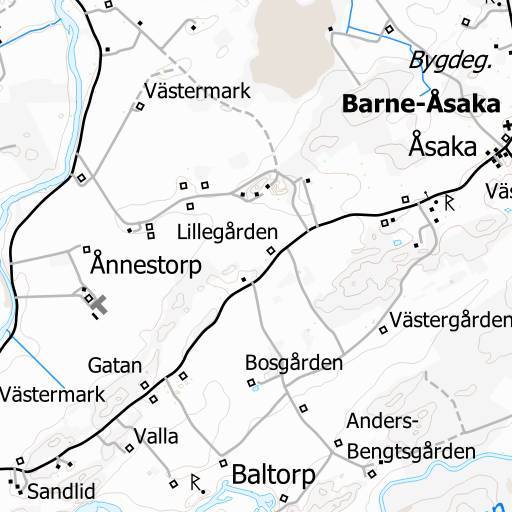 Bygdeg.
Västermark
Barne-Åsaka
Åsaka
Väs
R
Lillegården
Ånnestorp
Västergården
Gatan
Bosgården
Västermark
Anders-
Bengtsgården
Valla
Baltorp
R
Sandlid